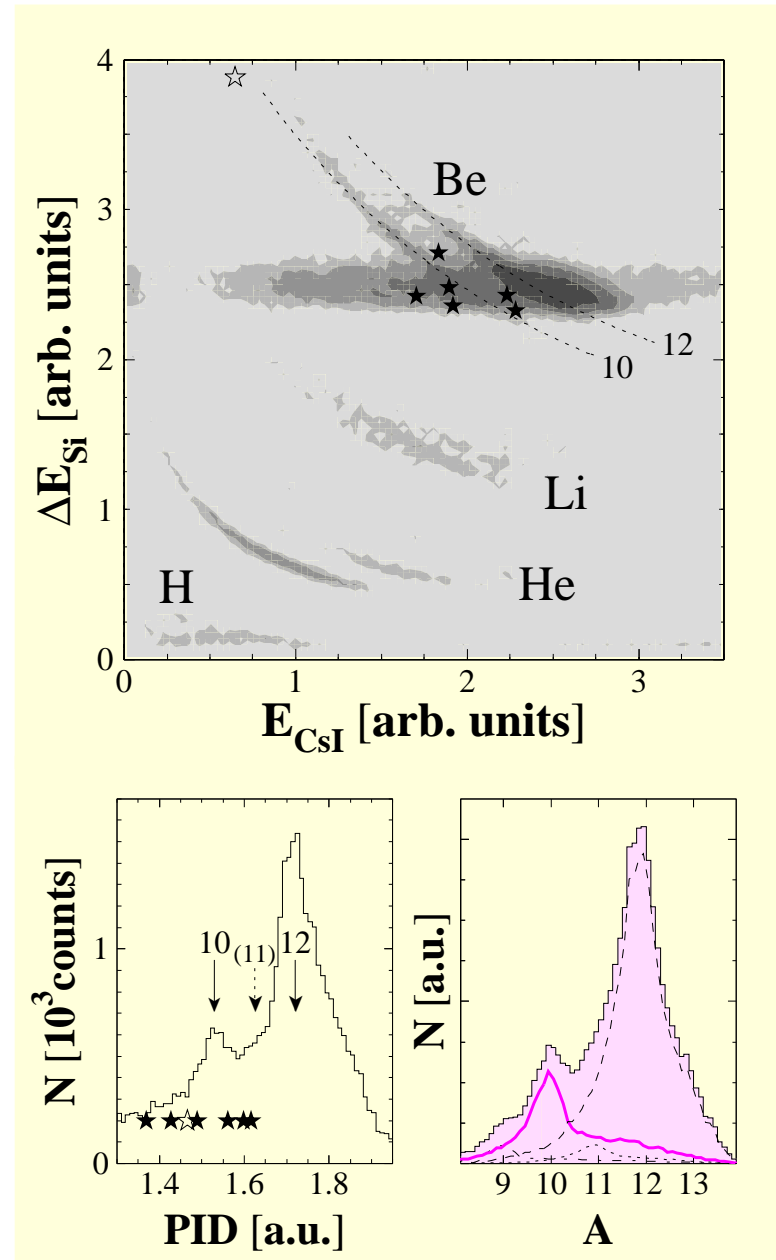 4
3
2
1
0
ΔE_Si [arb. units]
Be
12
10
Li
H
He
0 1 2 3
E_CsI [arb. units]
N [10^3 counts]
1
0
10 (11) 12
1.4 1.6 1.8
PID [a.u.]
N [a.u.]
9 10 11 12 13
A